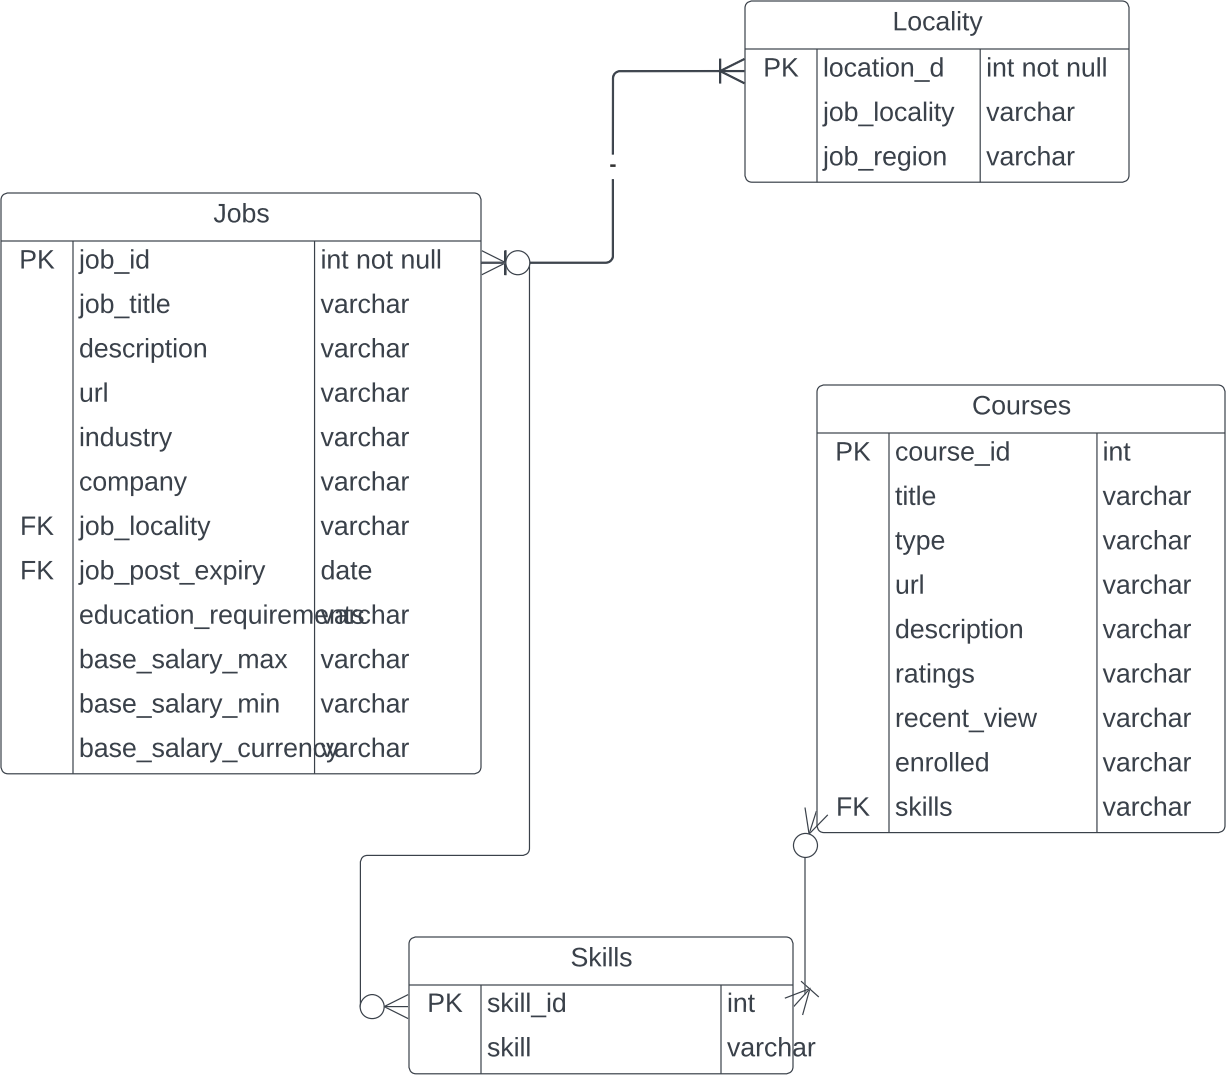 Locality
PK location_d int not null
job_locality varchar
job_region varchar
-
Jobs
PK job_id int not null
job_title varchar
description varchar
url varchar
industry varchar
company varchar
FK job_locality varchar
FK job_post_expiry date
education_requirements varchar
base_salary_max varchar
base_salary_min varchar
base_salary_currency varchar
Courses
PK course_id int
title varchar
type varchar
url varchar
description varchar
ratings varchar
recent_view varchar
enrolled varchar
FK skills varchar
Skills
PK skill_id int
skill varchar